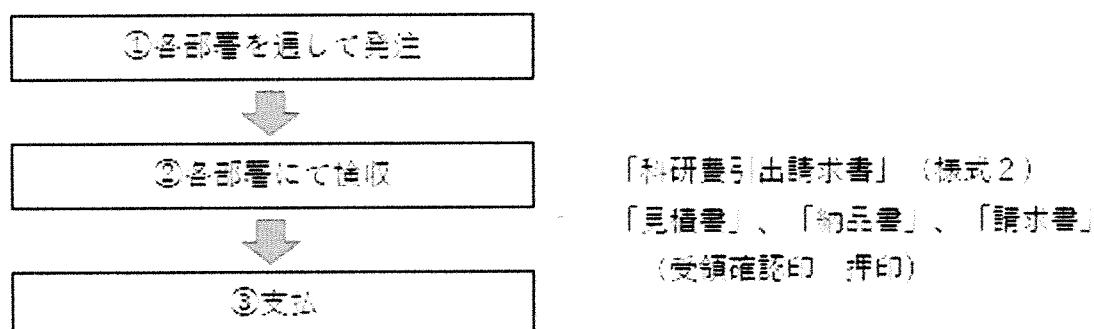 ①各部署を通して発注
②各部署にて検収
「科研費引出請求書」（様式２）
「見積書」、「納品書」、「請求書」
（受領確認印　押印）
③支払